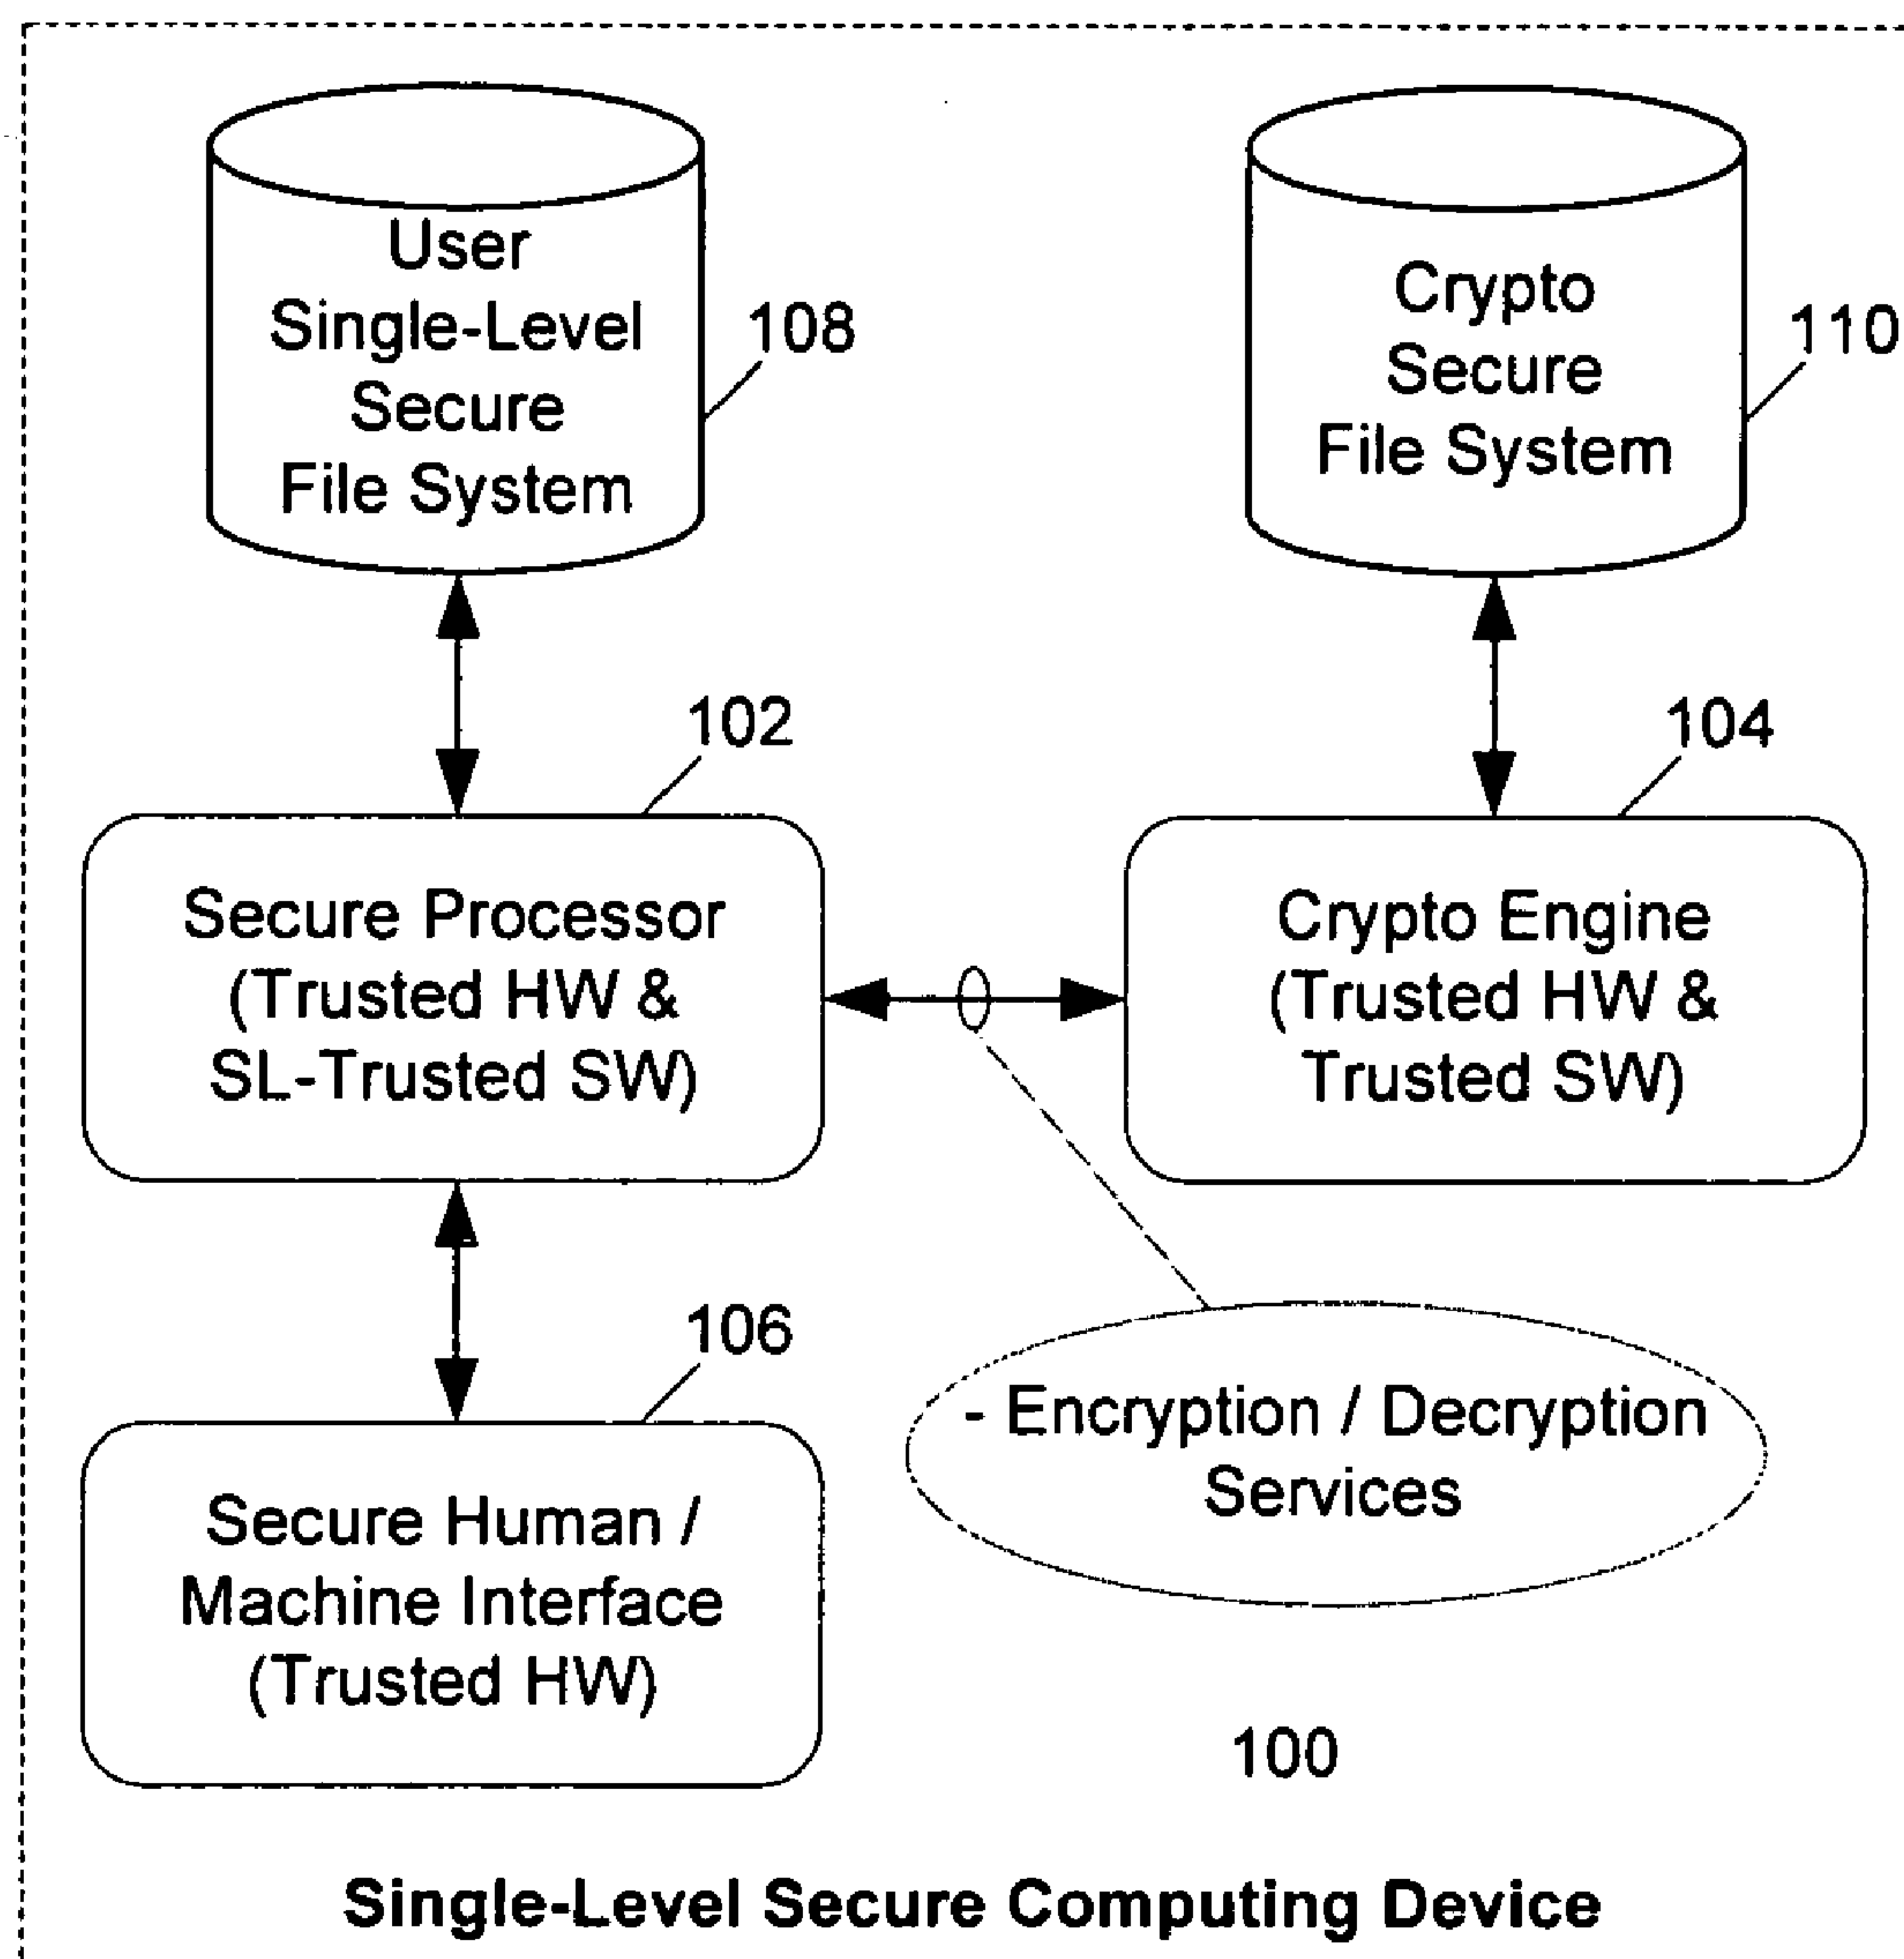 User
Single-Level
Secure
File System
108
Crypto
Secure
File System
110
102
104
Secure Processor
(Trusted HW &
SL-Trusted SW)
Crypto Engine
(Trusted HW &
Trusted SW)
106
- Encryption / Decryption
Services
Secure Human /
Machine Interface
(Trusted HW)
100
Single-Level Secure Computing Device